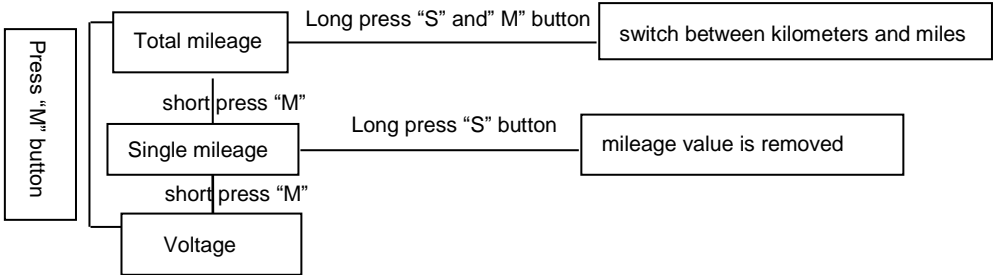 Press “M” button
Total mileage
Long press “S” and” M” button
switch between kilometers and miles
short press “M”
Single mileage
Long press “S” button
mileage value is removed
short press “M”
Voltage